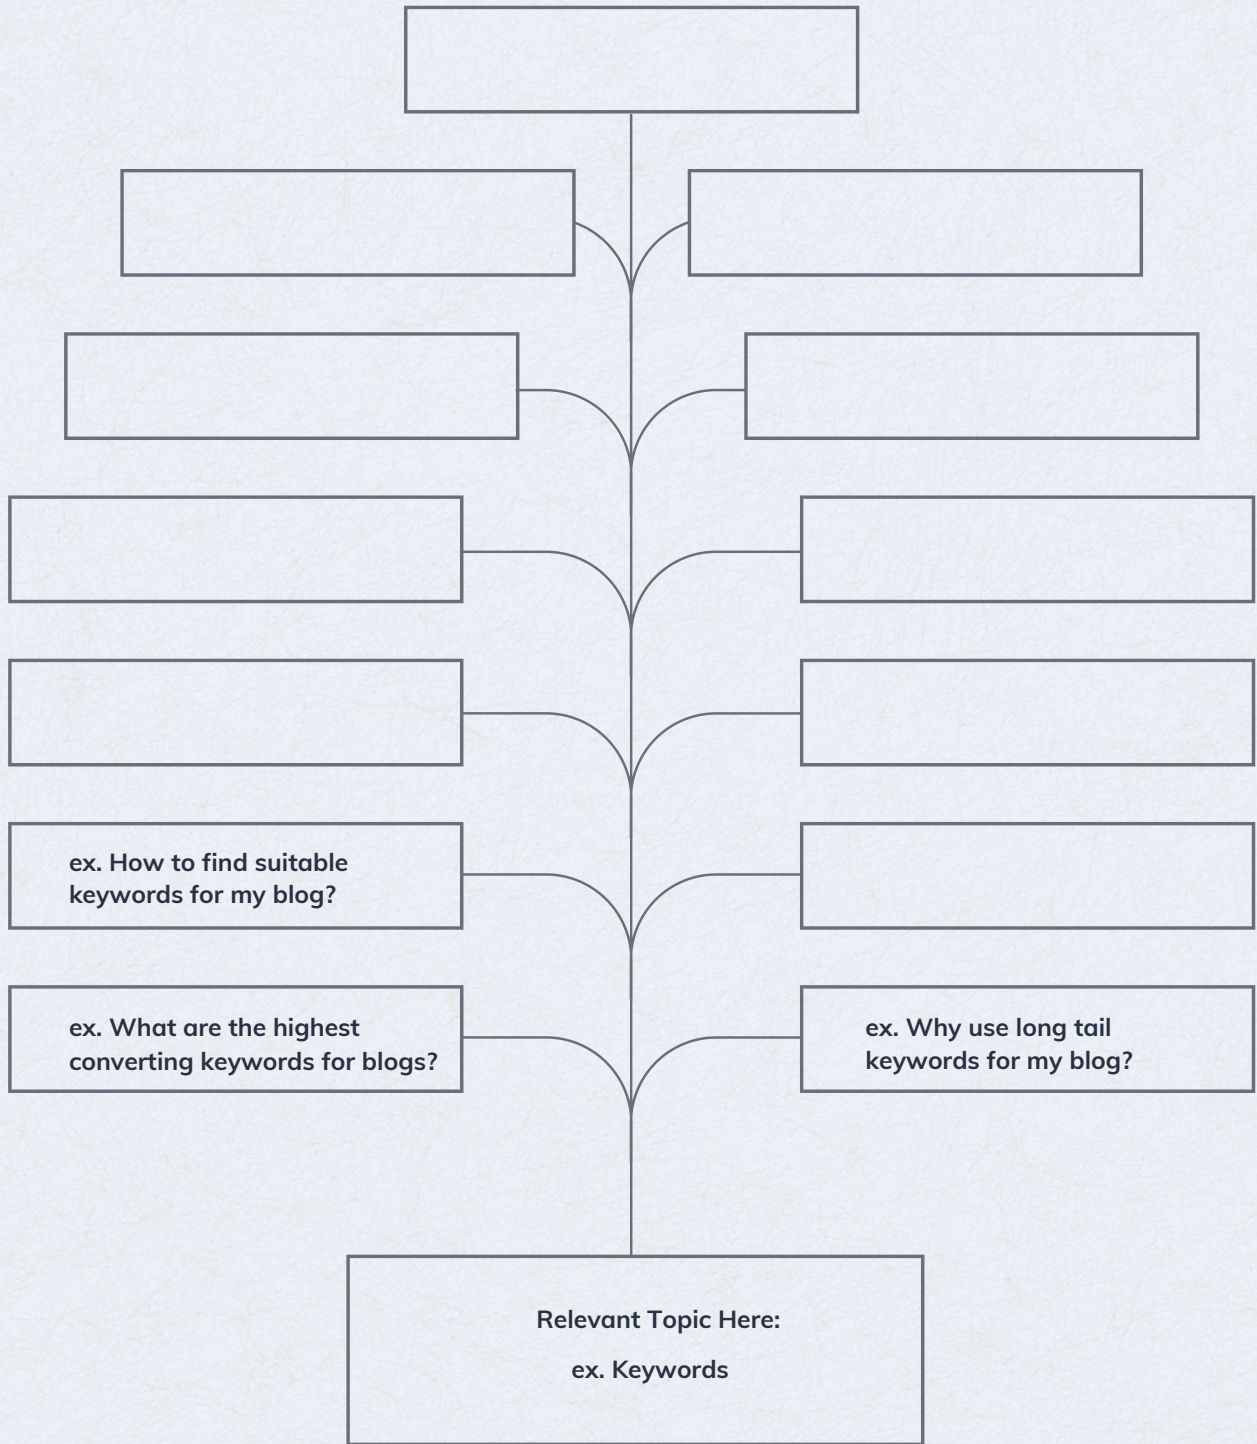 ex. How to find suitable
keywords for my blog?
ex. What are the highest
converting keywords for blogs?
ex. Why use long tail
keywords for my blog?
Relevant Topic Here:
ex. Keywords